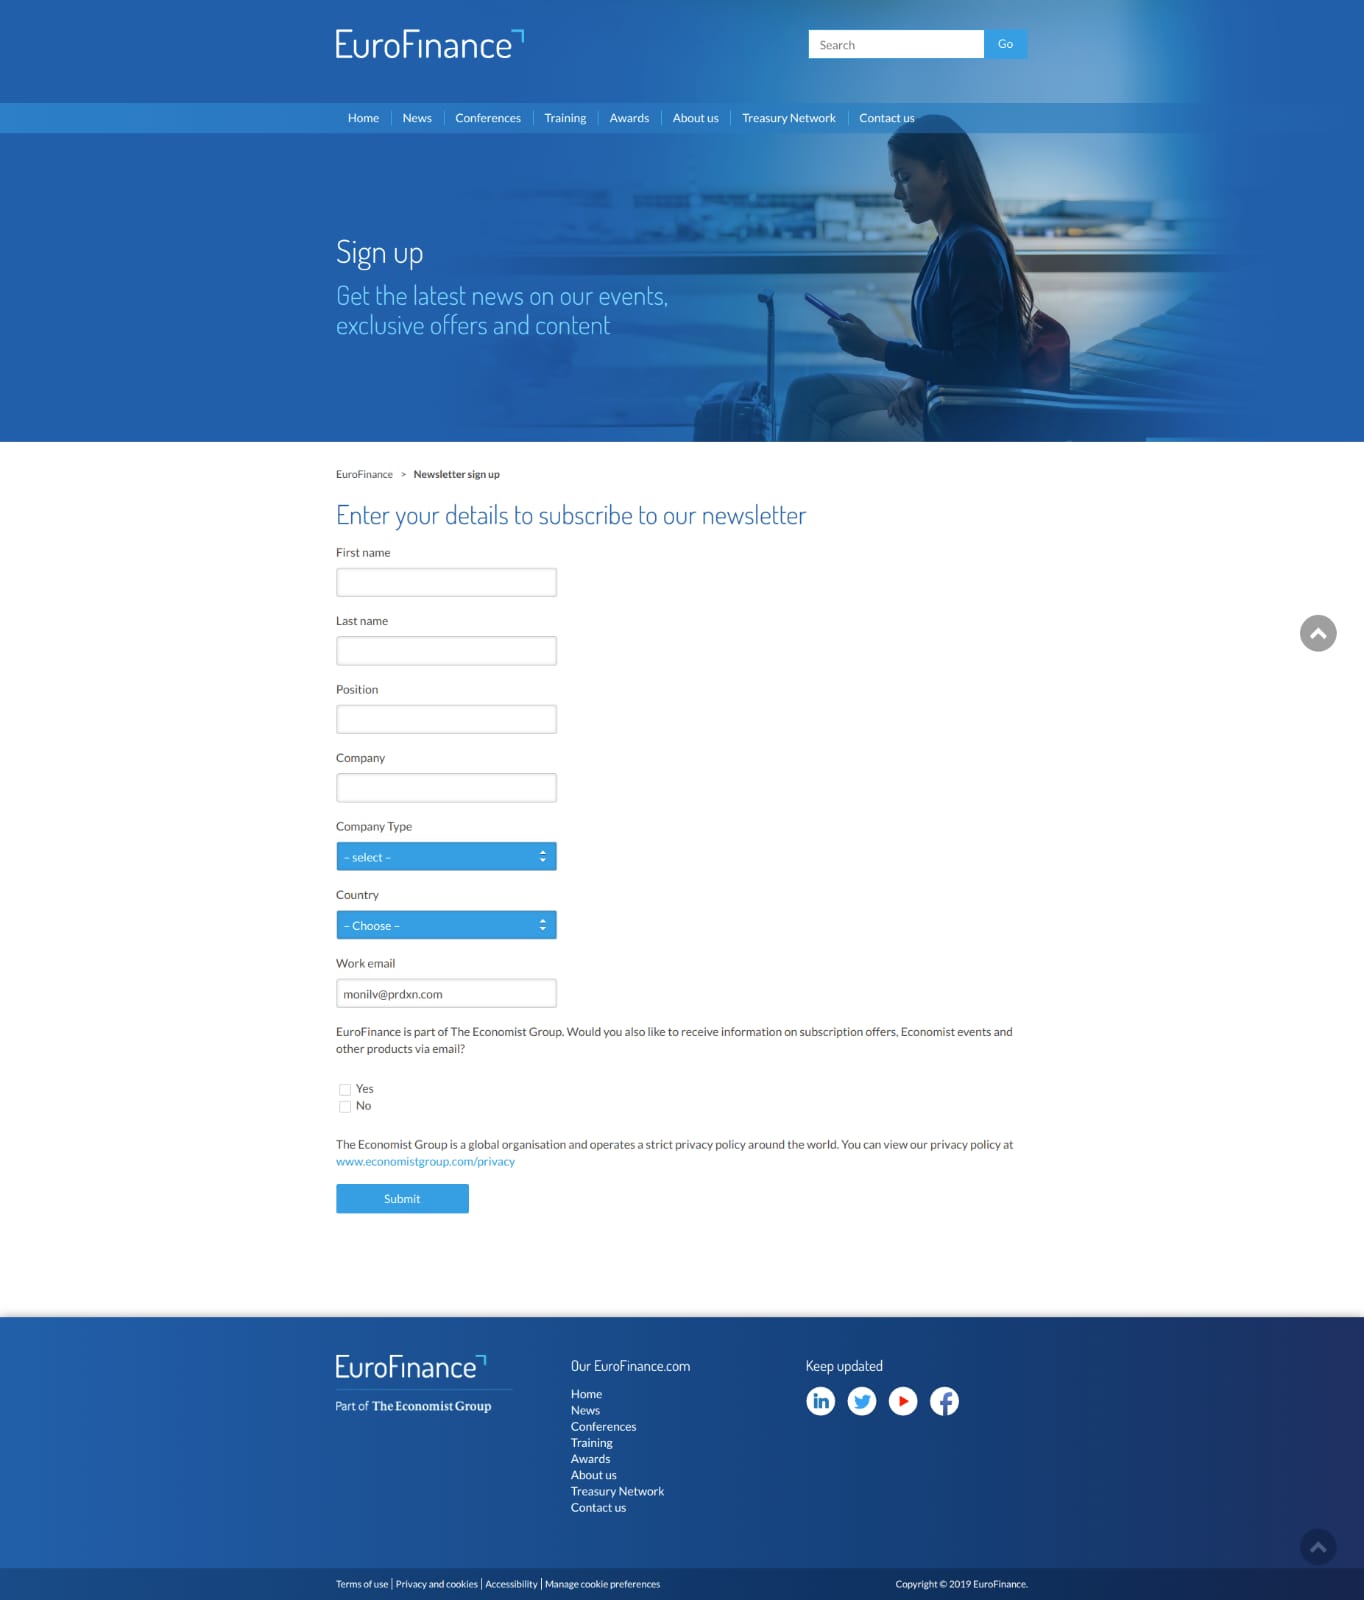 EuroFinance
Search
Go
Home
News
Conferences
Training
Awards
About us
Treasury Network
Contact us
Sign up
Get the latest news on our events,
exclusive offers and content
EuroFinance > Newsletter sign up
Enter your details to subscribe to our newsletter
First name
Last name
Position
Company
Company Type
– select –
Country
– Choose –
Work email
monilv@prdxn.com
EuroFinance is part of The Economist Group. Would you also like to receive information on subscription offers, Economist events and
other products via email?
Yes
No
The Economist Group is a global organisation and operates a strict privacy policy around the world. You can view our privacy policy at
www.economistgroup.com/privacy
Submit
EuroFinance
Part of The Economist Group
Our EuroFinance.com
Home
News
Conferences
Training
Awards
About us
Treasury Network
Contact us
Keep updated
in
Terms of use | Privacy and cookies | Accessibility | Manage cookie preferences
Copyright © 2019 EuroFinance.